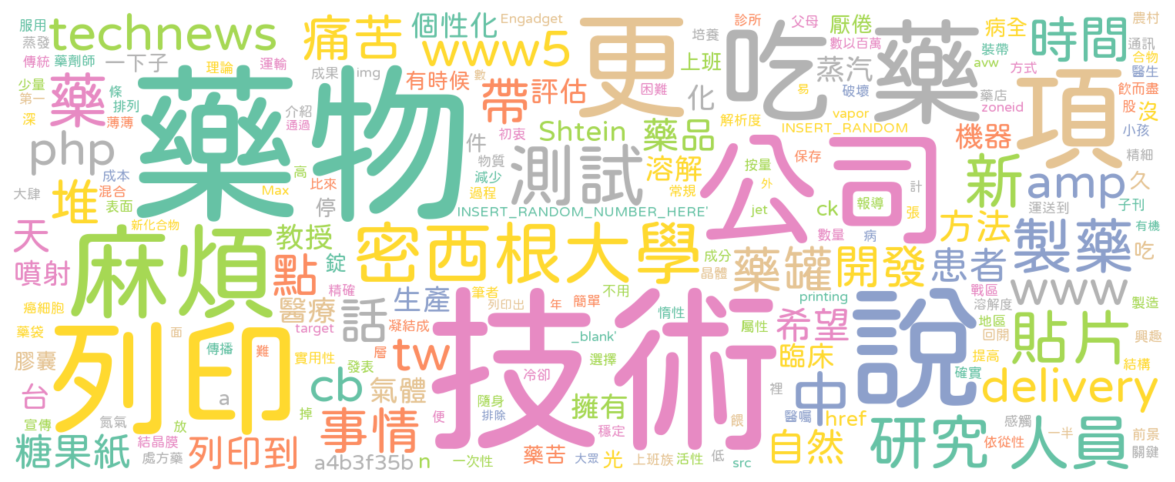 服用 technews 痛苦 個性化 Engadget 更 吃藥 診所 父母 厭倦 病全 時間 農村
蒸發 www5 培養 數以百萬 裝帶 通訊
傳統 藥劑師 一下子 理論 運輸 成果 img 有時候 數 上班 蒸汽 avw 方式 合物 醫生
少量 藥 藥物 條 帶 評估 困難 化 易 破壞 藥店 項 飲而盡
第一 排列 介紹 解析度 vapor zoneid 股 沒
深 薄薄 通過 初衷 Shtein 藥品 INSERT_RANDOM 機器 小孩
php 件 測試 溶解 公司 保存 精細
成本 高 物質 按量 新 amp 久
大肆 堆 混合 Max 比來 減少 常規 外 計 子刊
表面 停 過程 INSERT_RANDOM_NUMBER_HERE' jet ck 報導 張 運送到
天 麻煩 新化合物 教授 密西根大學 數量 病 方法 製藥 有機
噴射 點 錠 成分 藥罐 開發 患者 吃
精確 晶體 戰區 www
癌細胞 醫療 生產 筆者 列印出 年 簡單 不用 printing 溶解度 製造
藥袋 列印 target 話 凝結成 技術 惰性 _blank' 屬性 希望 說 地區 貼片 興趣
面 傳播 難 實用性 層 tw 回開
膠囊 發表 選擇 臨床 提高 結構
台 a cb 氣體 冷卻 裡 中 確實 delivery
氮氣 掉 便 隨身 擁有 餵 醫囑 href 感觸
宣傳 放 事情 排除 穩定 自然 研究 人員 依從性 一半 前景
糖果紙 結晶膜 列印到 藥苦 光 低 關鍵
處方藥 a4b3f35b n 一次性 大眾 上班族 活性 src